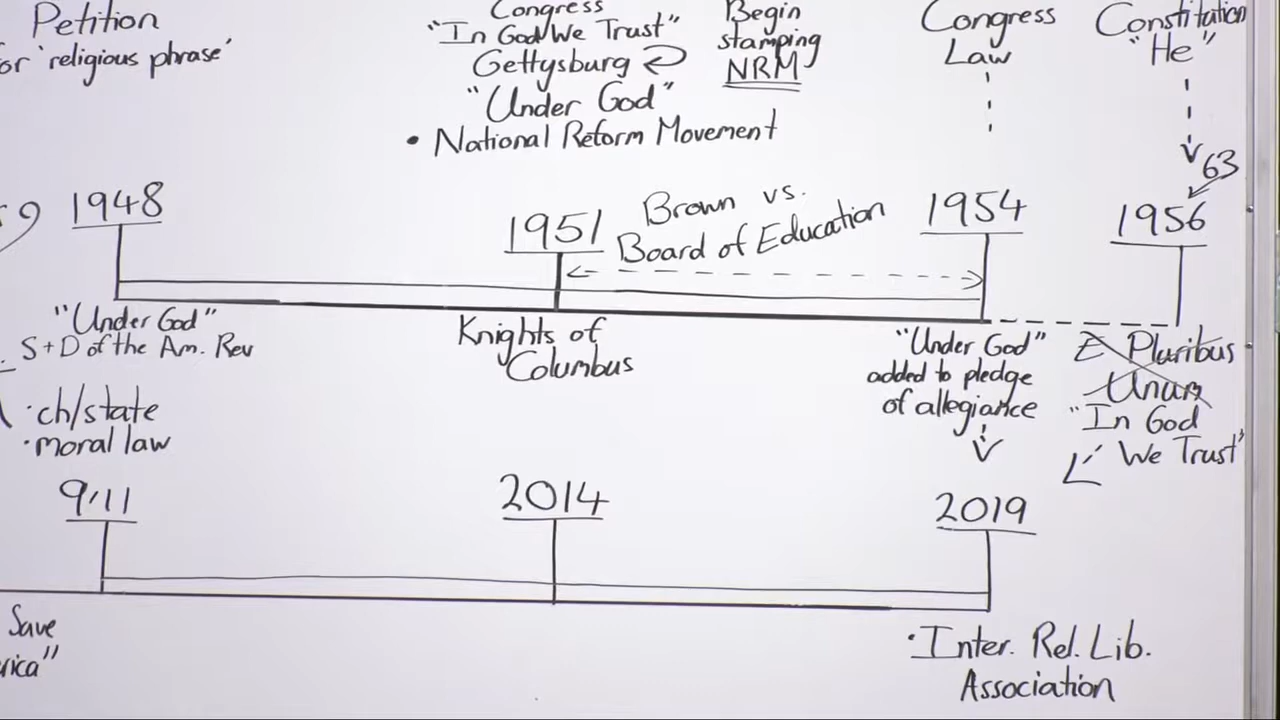 Petition
or 'religious phrase'
Congress
"In God We Trust"
Gettysburg
"Under God"
• National Reform Movement
Begin
stamping
NRM
Congress
Law
Constitution
"He"
63
9
1948
1951
Brown vs.
Board of Education
1954
1956
"Under God"
S+D of the Am. Rev
• ch/state
• moral law
Knights of
Columbus
"Under God"
added to pledge
of allegiance
E Pluribus
Unum
"In God
We Trust"
9/11
2014
2019
Save
rica"
• Inter. Rel. Lib.
Association